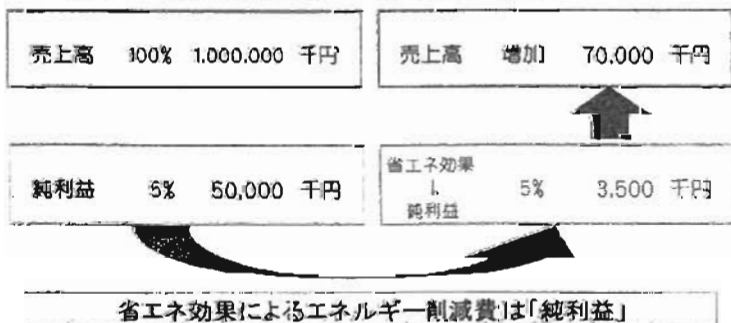 売上高 100% 1.000.000 千円
売上高 増加 70.000 千円
純利益 5% 50,000 千円
省エネ効果
↓
純利益
5% 3.500 千円
省エネ効果によるエネルギー削減費は「純利益」